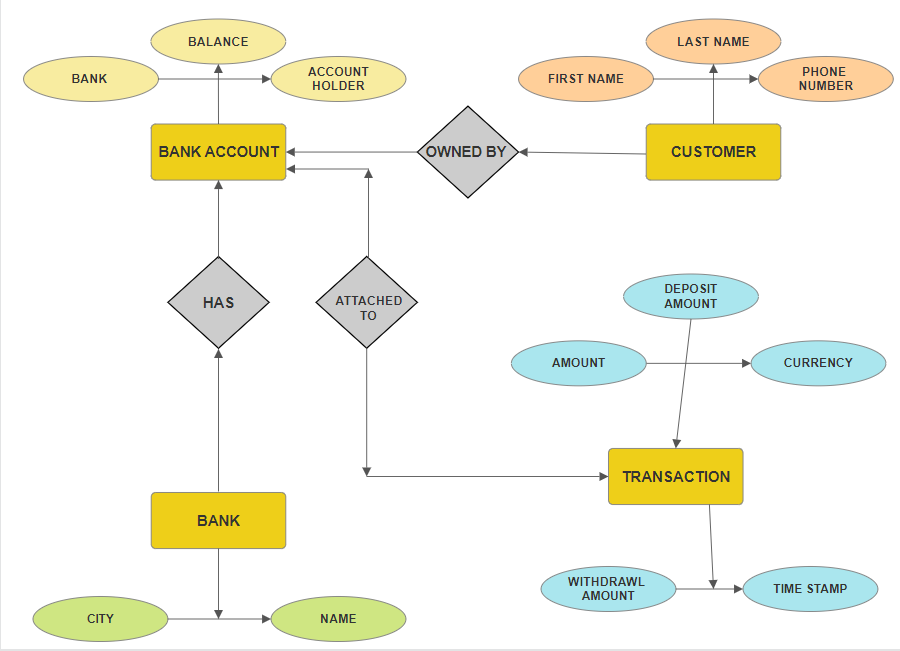 BALANCE
BANK
ACCOUNT
HOLDER
LAST NAME
FIRST NAME
PHONE
NUMBER
BANK ACCOUNT
OWNED BY
CUSTOMER
HAS
ATTACHED
TO
DEPOSIT
AMOUNT
AMOUNT
CURRENCY
TRANSACTION
BANK
CITY
NAME
WITHDRAWL
AMOUNT
TIME STAMP